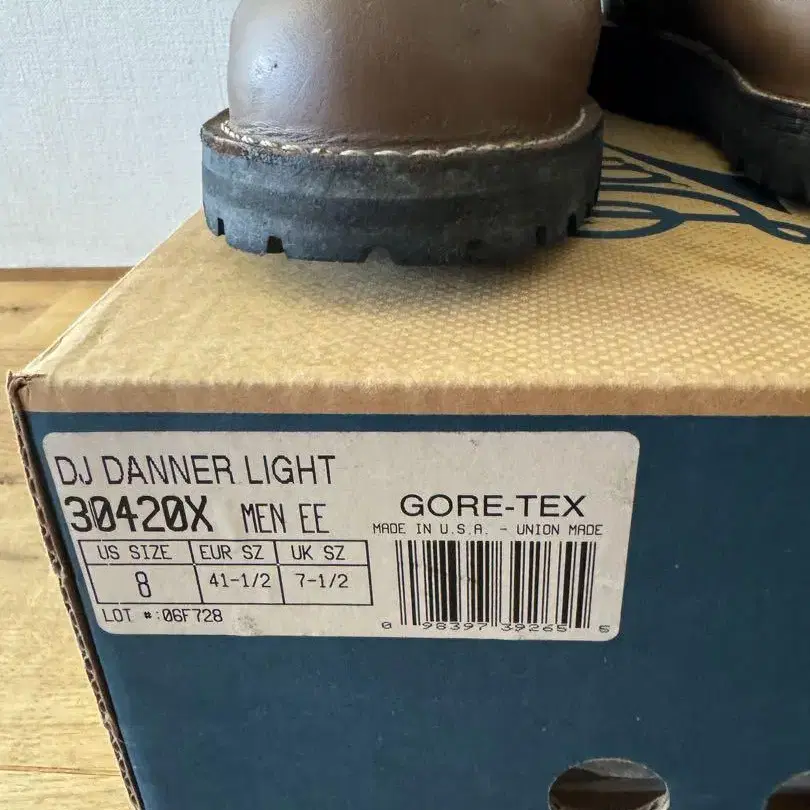 DJ DANNER LIGHT
30420X MEN EE
GORE-TEX
MADE IN U.S.A. - UNION MADE
US SIZE EUR SZ UK SZ
8 41-1/2 7-1/2
LOT #:06F728
0 98397 39265 5